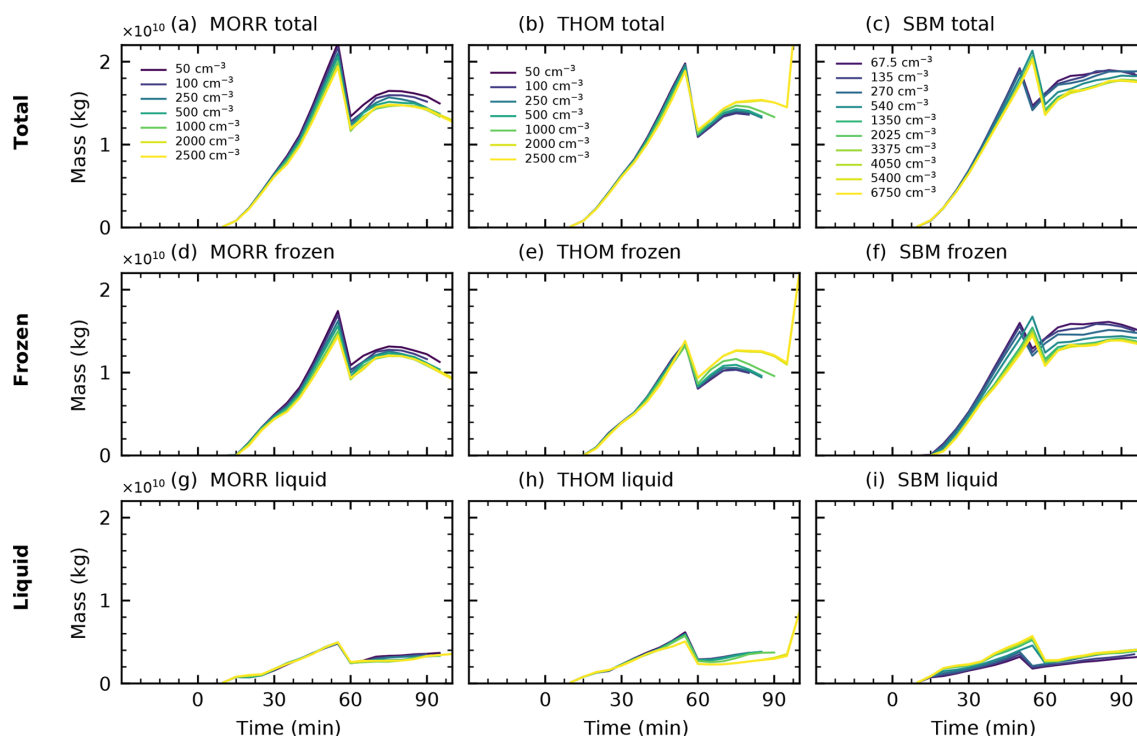 (a) MORR total
(b) THOM total
(c) SBM total
×10¹⁰
2
1
0
Mass (kg)
Total
50 cm⁻³
100 cm⁻³
250 cm⁻³
500 cm⁻³
1000 cm⁻³
2000 cm⁻³
2500 cm⁻³
50 cm⁻³
100 cm⁻³
250 cm⁻³
500 cm⁻³
1000 cm⁻³
2000 cm⁻³
2500 cm⁻³
67.5 cm⁻³
135 cm⁻³
270 cm⁻³
540 cm⁻³
1350 cm⁻³
2025 cm⁻³
3375 cm⁻³
4050 cm⁻³
5400 cm⁻³
6750 cm⁻³
(d) MORR frozen
(e) THOM frozen
(f) SBM frozen
×10¹⁰
2
1
0
Mass (kg)
Frozen
(g) MORR liquid
(h) THOM liquid
(i) SBM liquid
×10¹⁰
2
1
0
Mass (kg)
Liquid
0 30 60 90
0 30 60 90
0 30 60 90
Time (min)
Time (min)
Time (min)